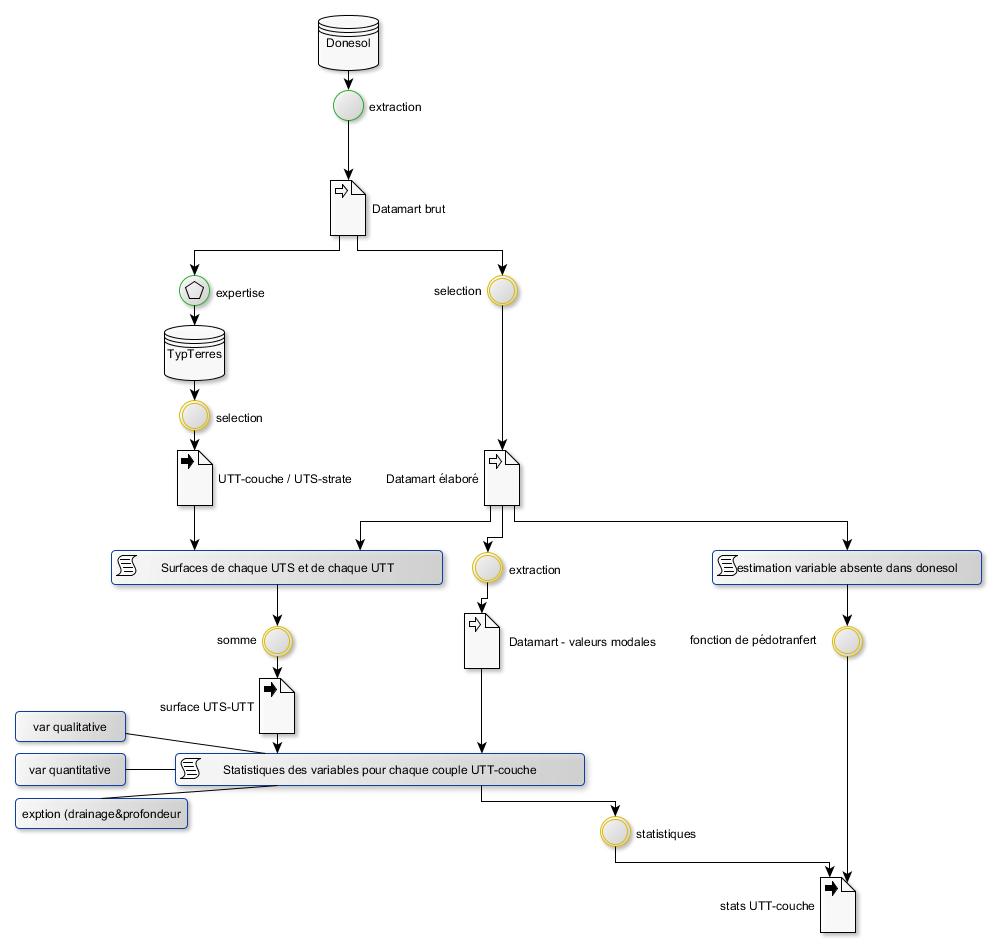 Donesol
extraction
Datamart brut
expertise
selection
TypTerres
selection
UTT-couche / UTS-strate
Datamart élaboré
Surfaces de chaque UTS et de chaque UTT
extraction
estimation variable absente dans donesol
somme
Datamart - valeurs modales
fonction de pédotranfert
surface UTS-UTT
var qualitative
var quantitative
Statistiques des variables pour chaque couple UTT-couche
exption (drainage&profondeur
statistiques
stats UTT-couche